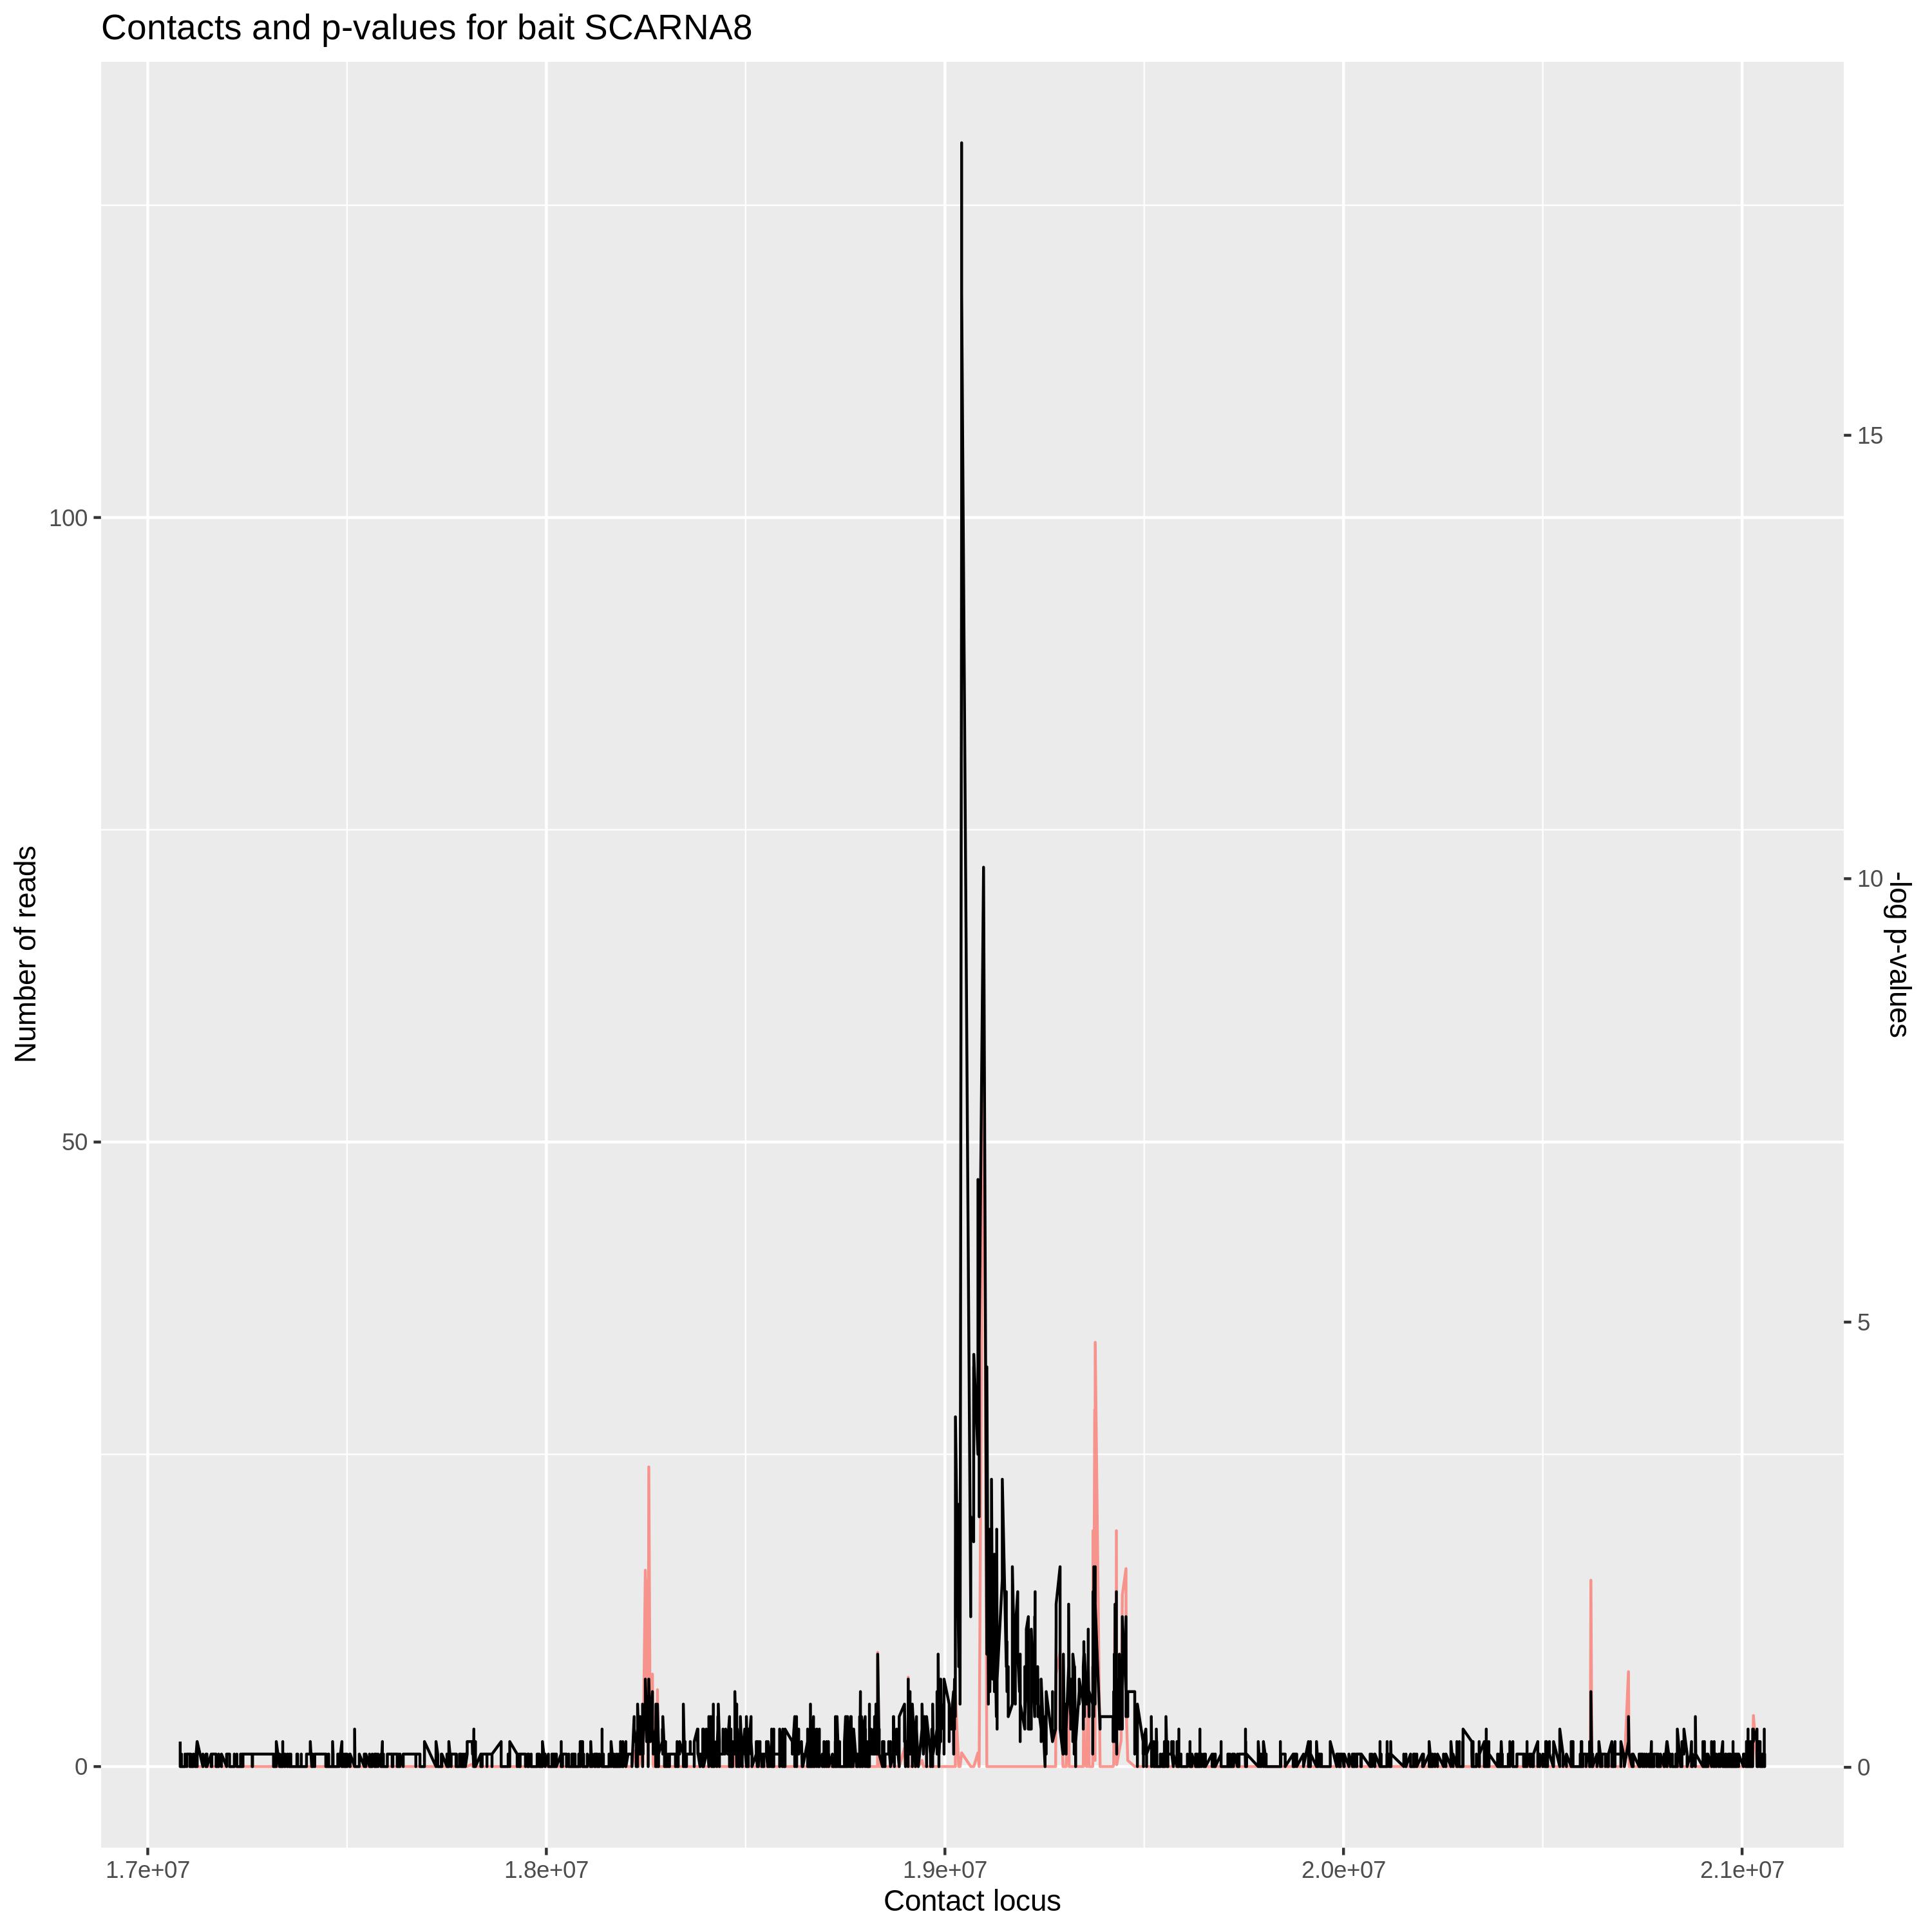 Contacts and p-values for bait SCARNA8
Number of reads
100
50
0
15
10
5
0
-log p-values
1.7e+07
1.8e+07
1.9e+07
2.0e+07
2.1e+07
Contact locus